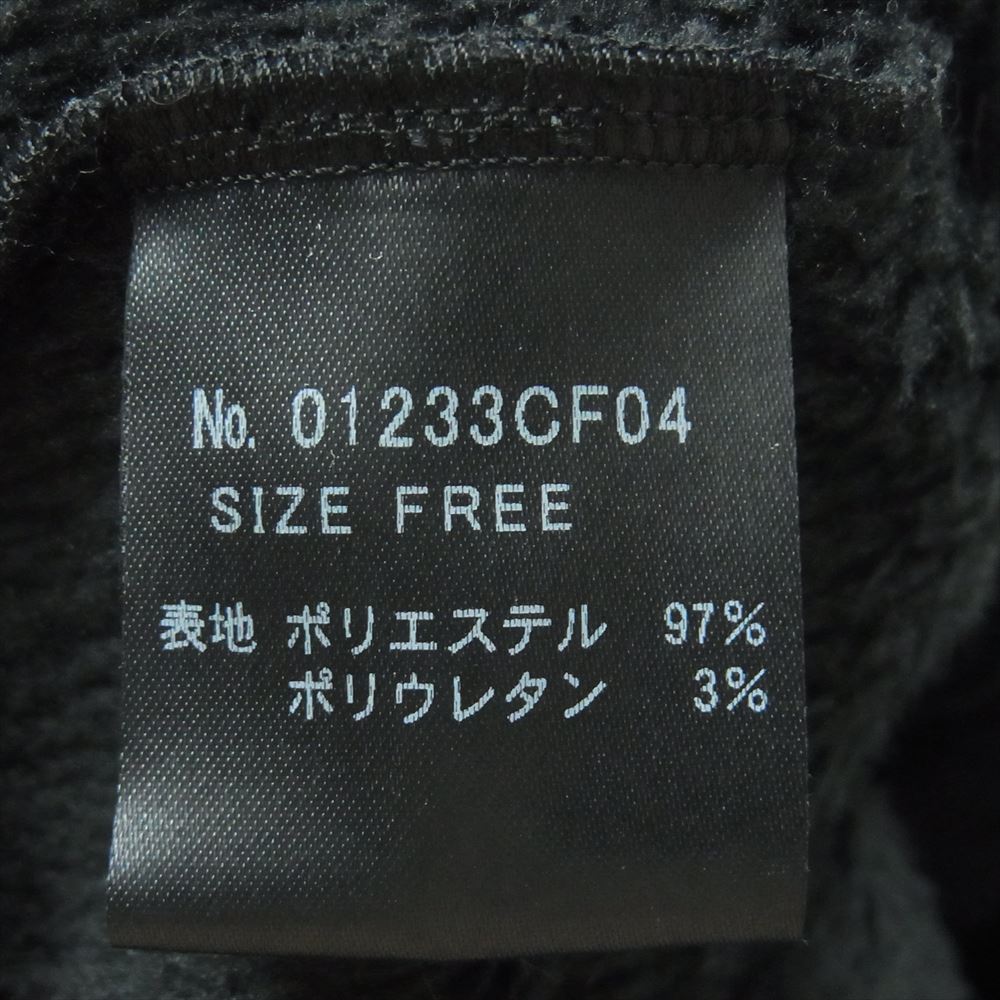 No. 01233CF04
SIZE FREE
表地 ポリエステル 97%
ポリウレタン 3%